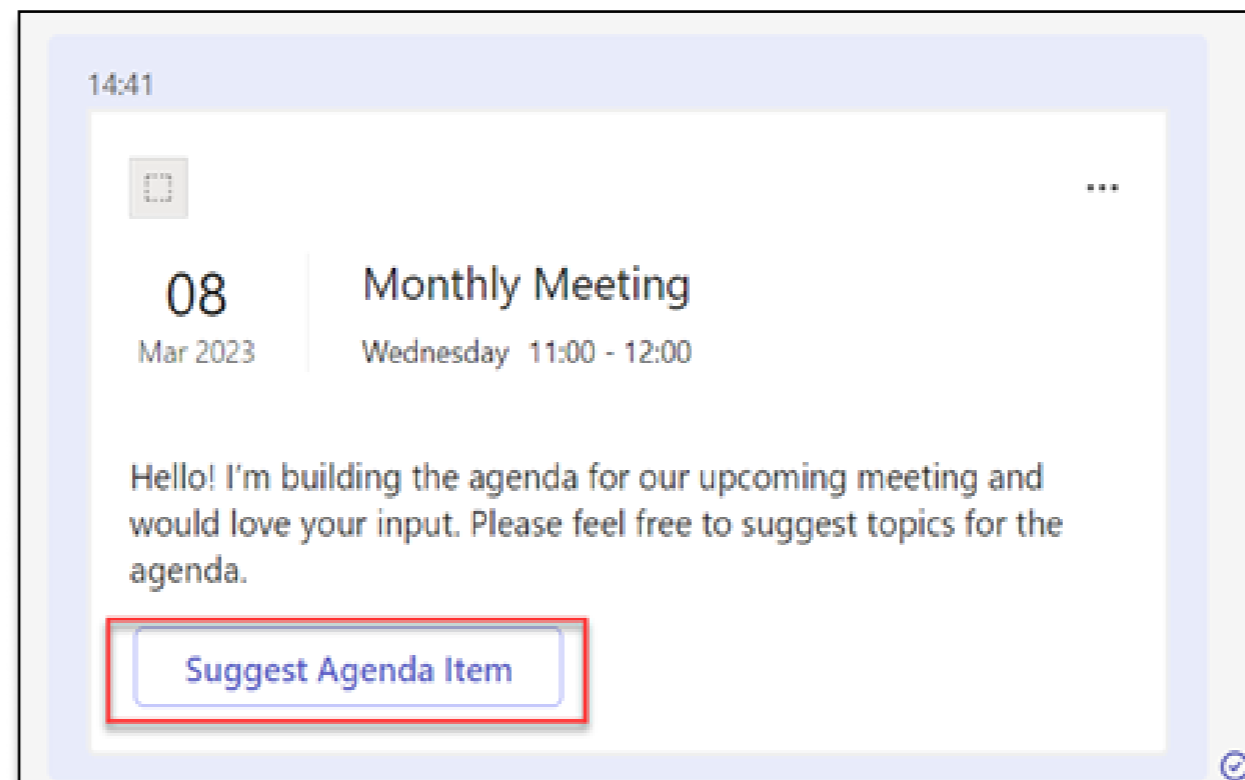 14:41
...
08
Monthly Meeting
Mar 2023
Wednesday 11:00 - 12:00
Hello! I'm building the agenda for our upcoming meeting and
would love your input. Please feel free to suggest topics for the
agenda.
Suggest Agenda Item